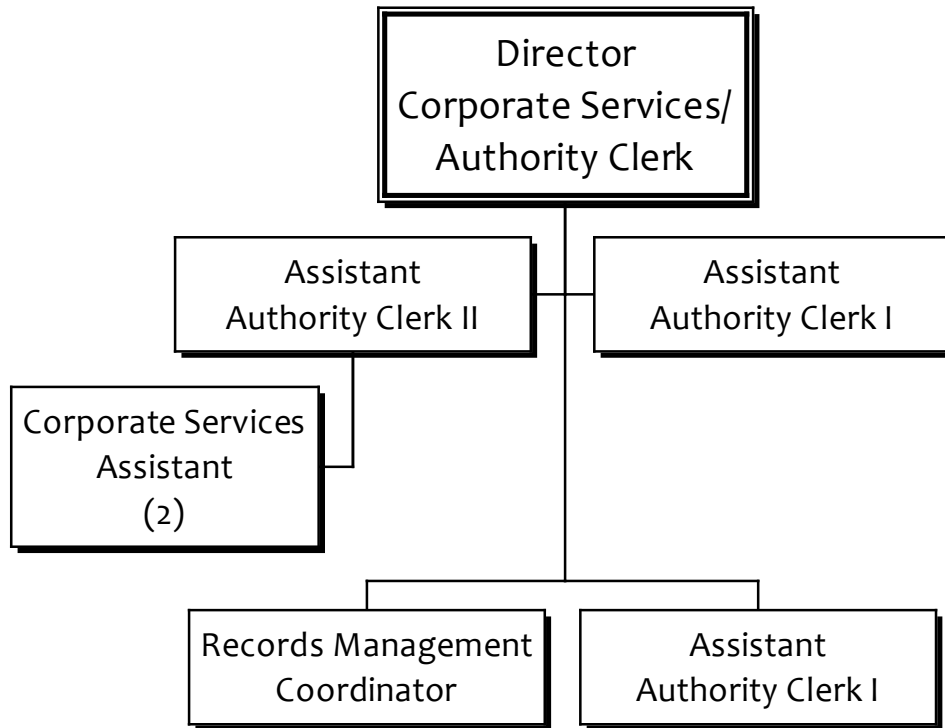 Director
Corporate Services/
Authority Clerk
Assistant
Authority Clerk II
Assistant
Authority Clerk I
Corporate Services
Assistant
(2)
Records Management
Coordinator
Assistant
Authority Clerk I